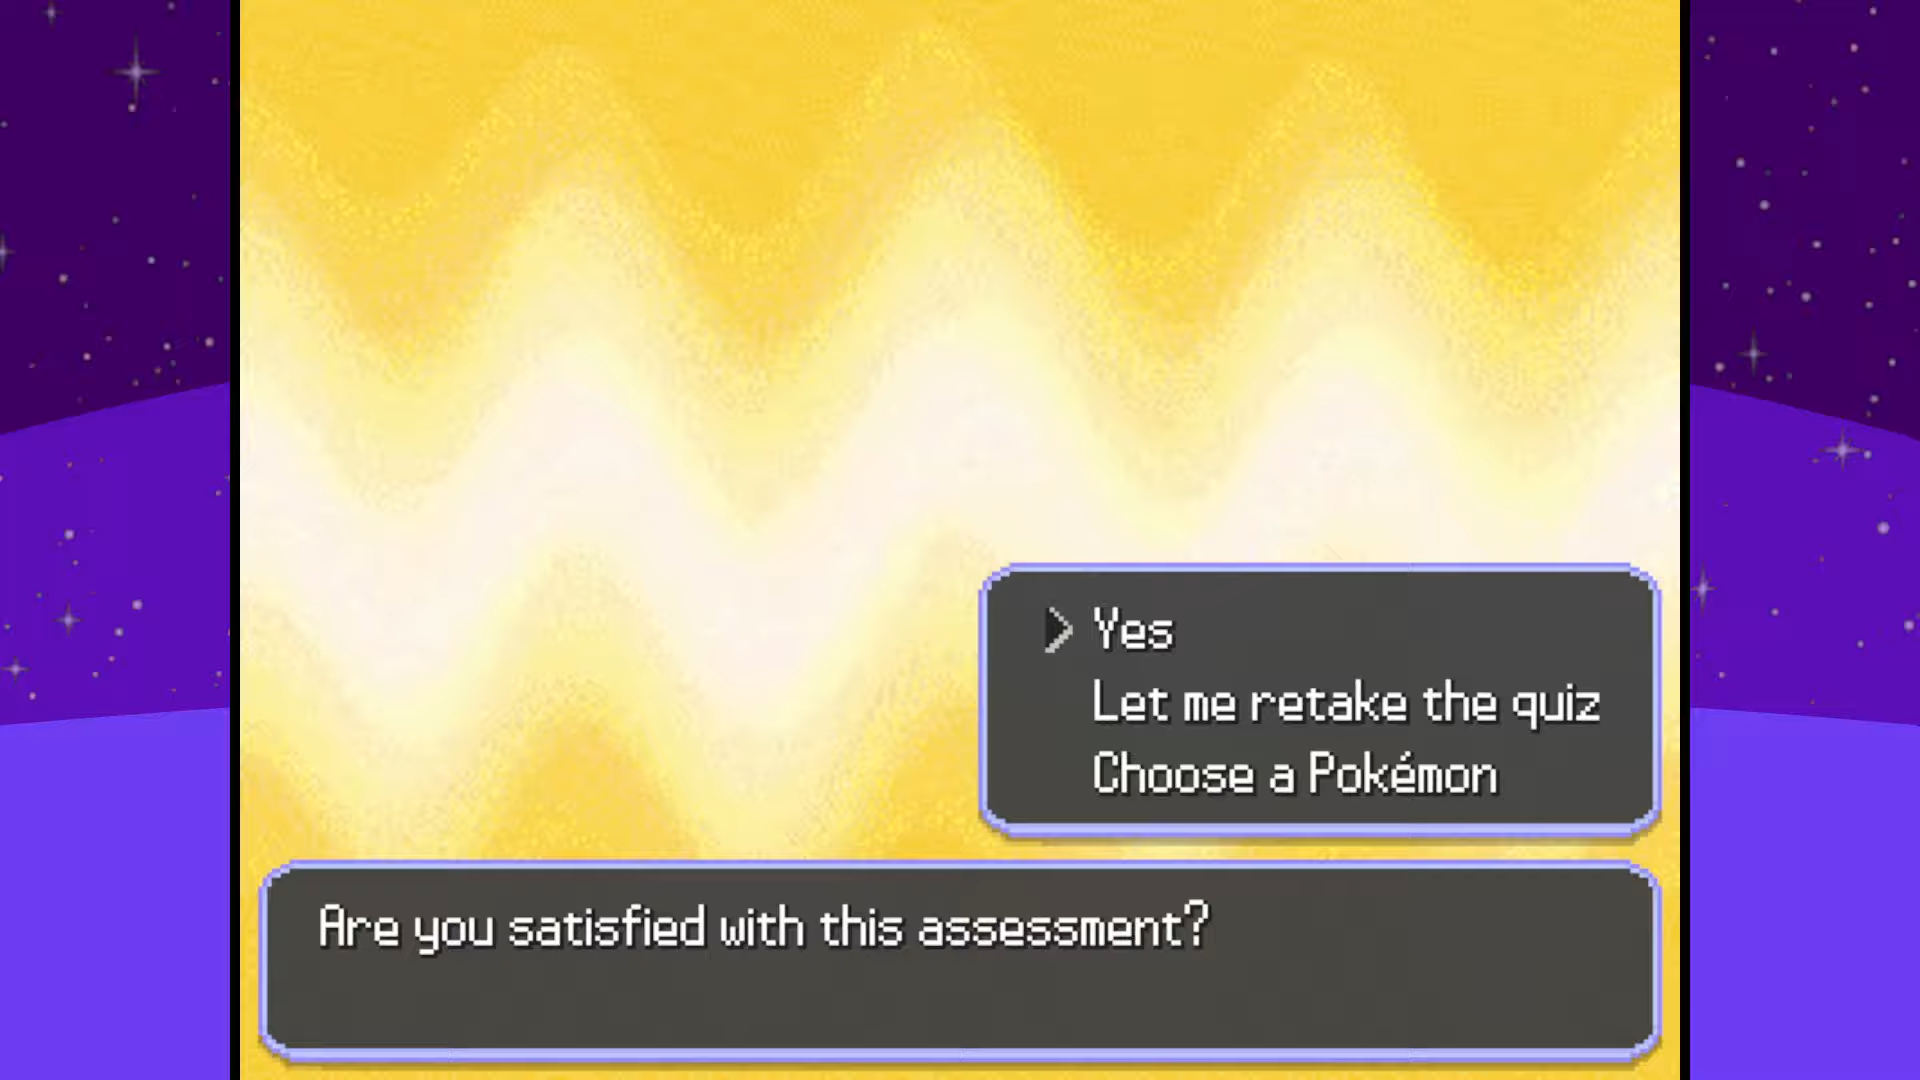 Yes
Let me retake the quiz
Choose a Pokémon
Are you satisfied with this assessment?